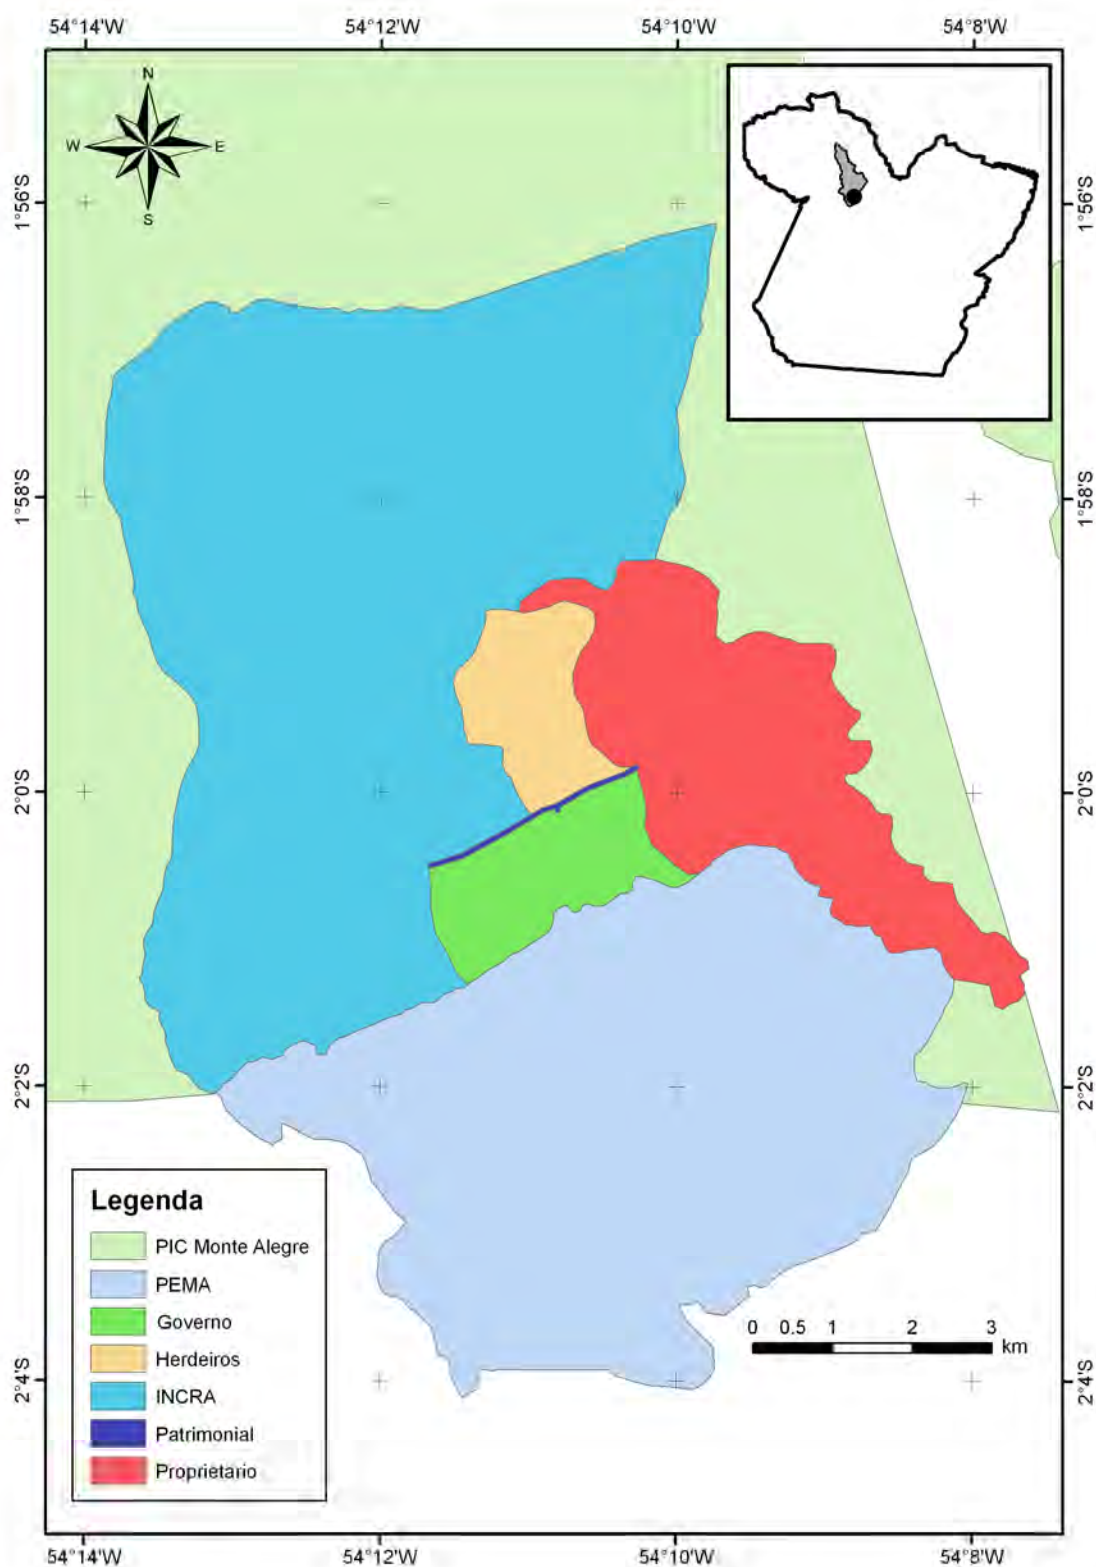 54°14'W 54°12'W 54°10'W 54°8'W
N
W E
S
1°56'S 1°56'S
1°58'S 1°58'S
2°0'S 2°0'S
2°2'S 2°2'S
Legenda
PIC Monte Alegre
PEMA
Governo
Herdeiros
INCRA
Patrimonial
Proprietario
0 0.5 1 2 3
km
2°4'S 2°4'S
54°14'W 54°12'W 54°10'W 54°8'W